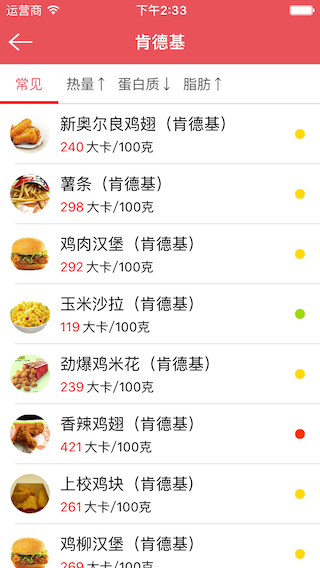 运营商 下午2:33
肯德基
常见 热量↑ 蛋白质↓ 脂肪↑
新奥尔良鸡翅（肯德基）
240 大卡/100克
薯条（肯德基）
298 大卡/100克
鸡肉汉堡（肯德基）
292 大卡/100克
玉米沙拉（肯德基）
119 大卡/100克
劲爆鸡米花（肯德基）
239 大卡/100克
香辣鸡翅（肯德基）
421 大卡/100克
上校鸡块（肯德基）
261 大卡/100克
鸡柳汉堡（肯德基）
269 大卡/100克